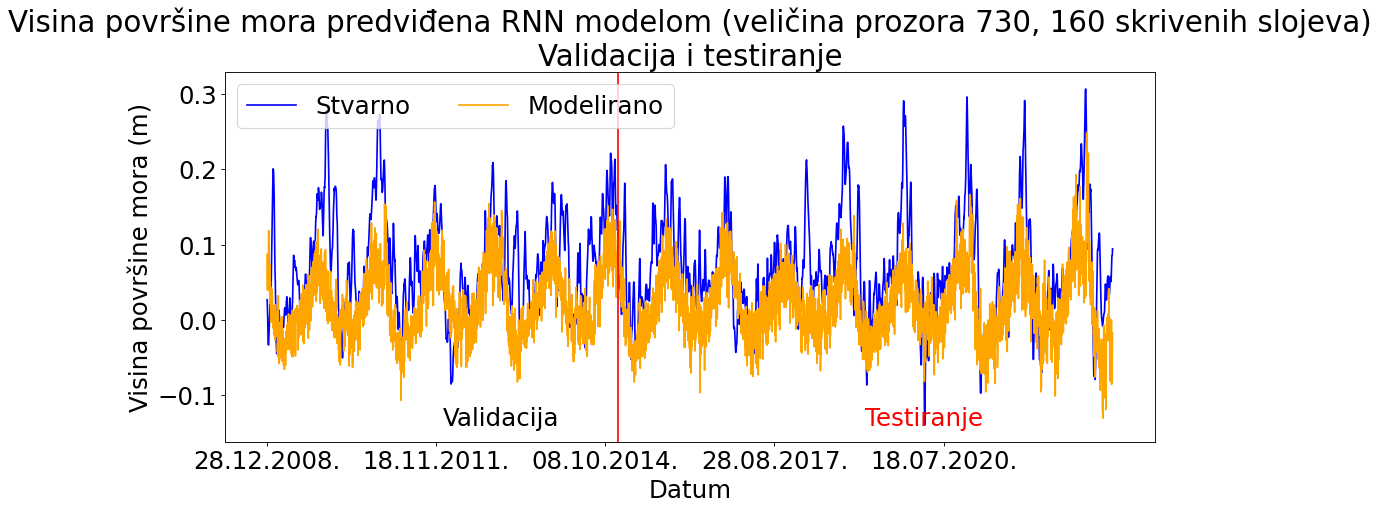 Visina površine mora predviđena RNN modelom (veličina prozora 730, 160 skrivenih slojeva)
Validacija i testiranje
Stvarno
Modelirano
Visina površine mora (m)
0.3
0.2
0.1
0.0
−0.1
Validacija
Testiranje
28.12.2008.
18.11.2011.
08.10.2014.
28.08.2017.
18.07.2020.
Datum